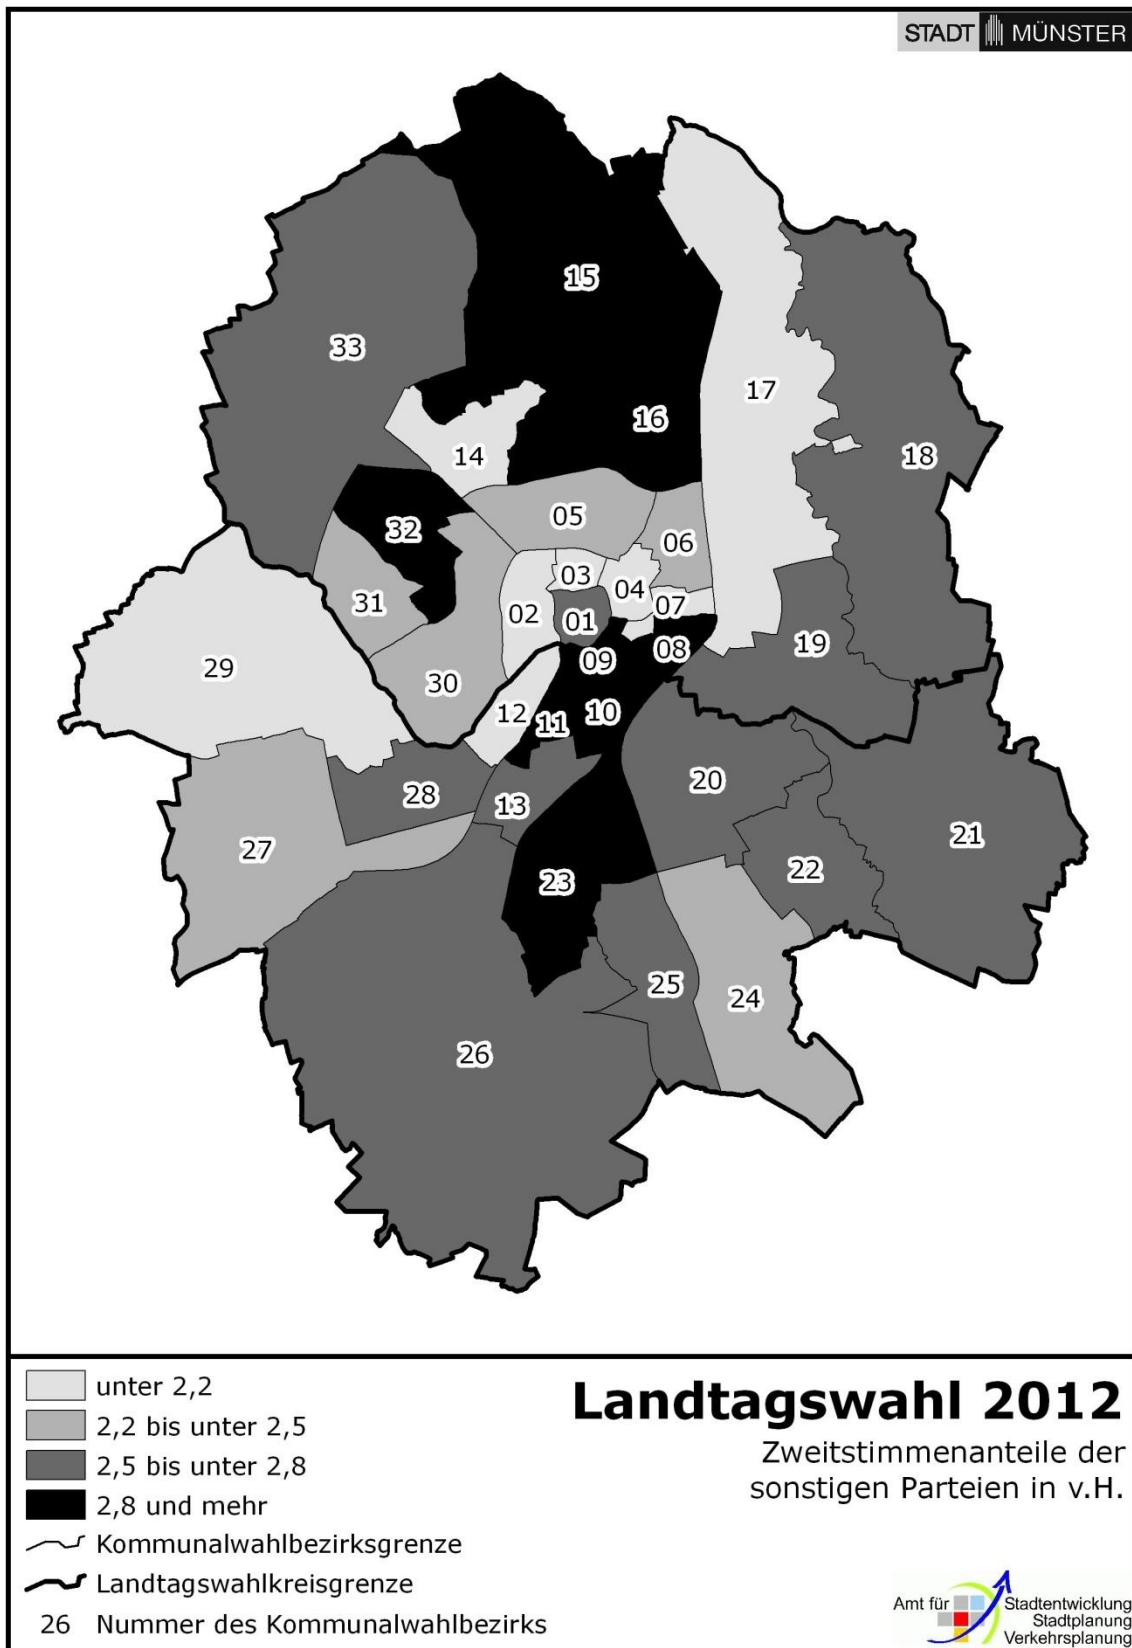 STADT MÜNSTER
15
33
17
16
18
14
05
32
06
03
04
31
07
02
01
19
08
29
09
30
12
10
11
20
28
13
21
27
22
23
25
24
26
unter 2,2
2,2 bis unter 2,5
2,5 bis unter 2,8
2,8 und mehr
Kommunalwahlbezirksgrenze
Landtagswahlkreisgrenze
26 Nummer des Kommunalwahlbezirks
Landtagswahl 2012
Zweitstimmenanteile der
sonstigen Parteien in v.H.
Amt für Stadtentwicklung
Stadtplanung
Verkehrsplanung